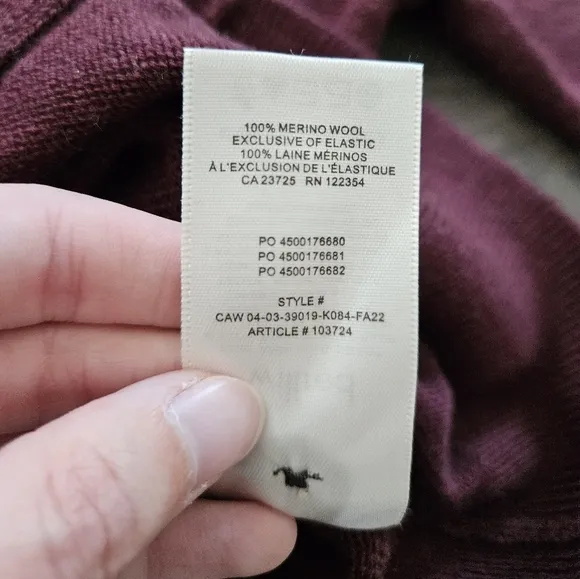 100% MERINO WOOL
EXCLUSIVE OF ELASTIC
100% LAINE MÉRINOS
À L'EXCLUSION DE L'ÉLASTIQUE
CA 23725 RN 122354
PO 4500176680
PO 4500176681
PO 4500176682
STYLE #
CAW 04-03-39019-K084-FA22
ARTICLE # 103724